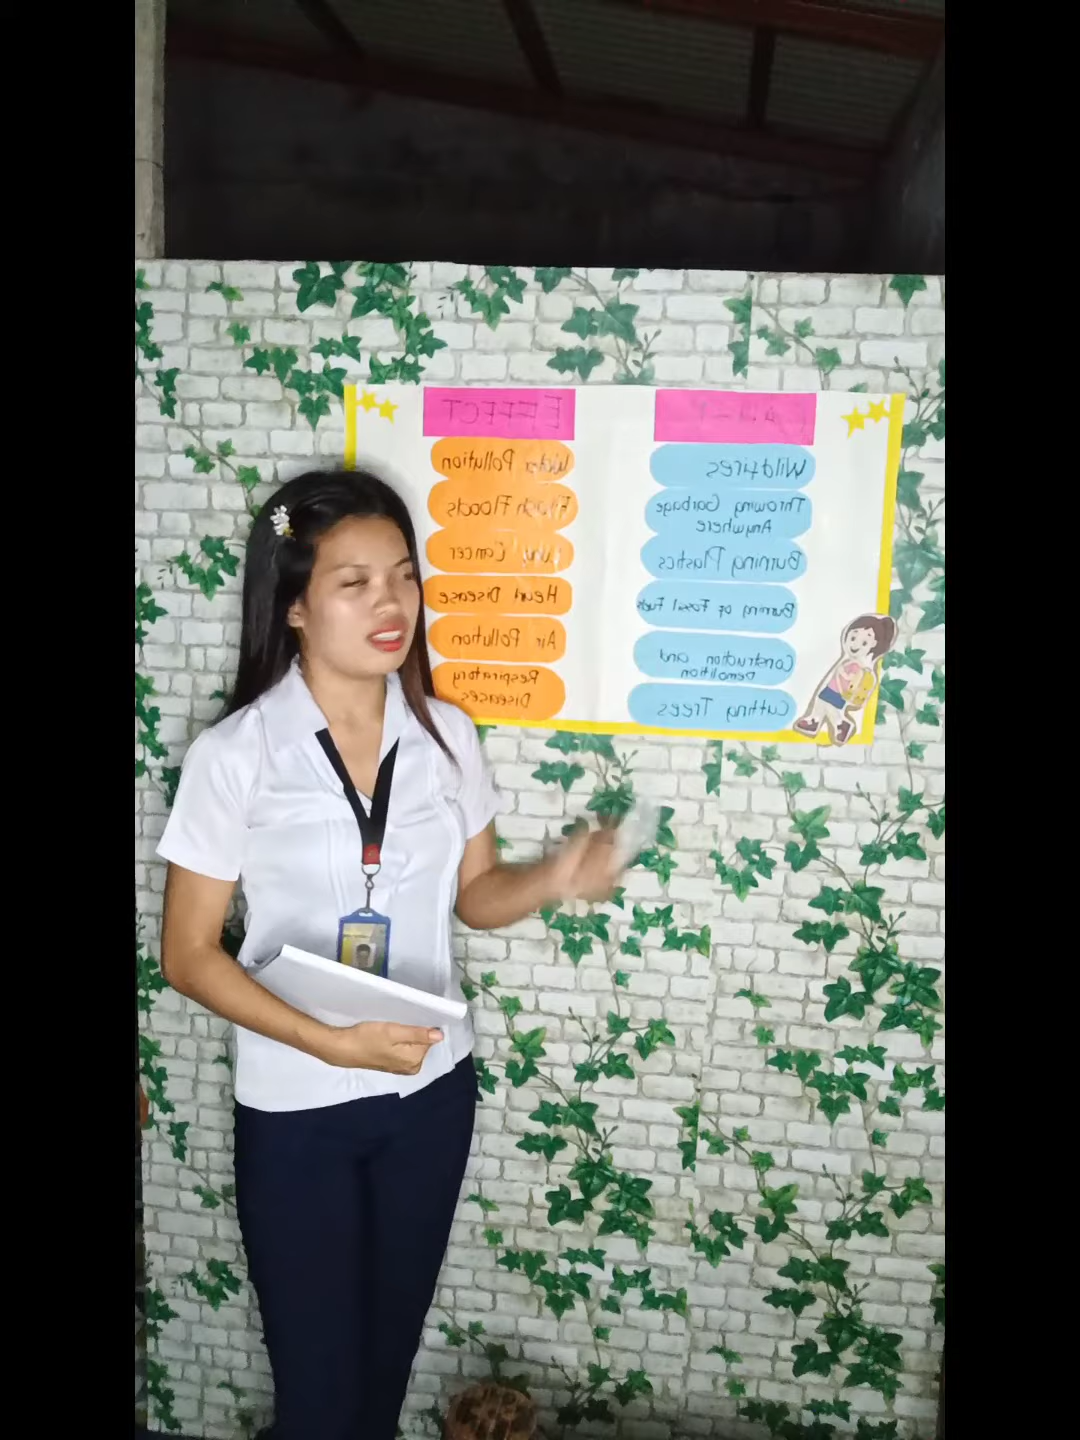 CAUSE
Wildfires
Throwing Garbage
Anywhere
Burning Plastics
Burning of Fossil Fuels
Construction and
Demolition
Cutting Trees
EFFECT
Water Pollution
Flash Floods
Lung Cancer
Heart Disease
Air Pollution
Respiratory
Diseases